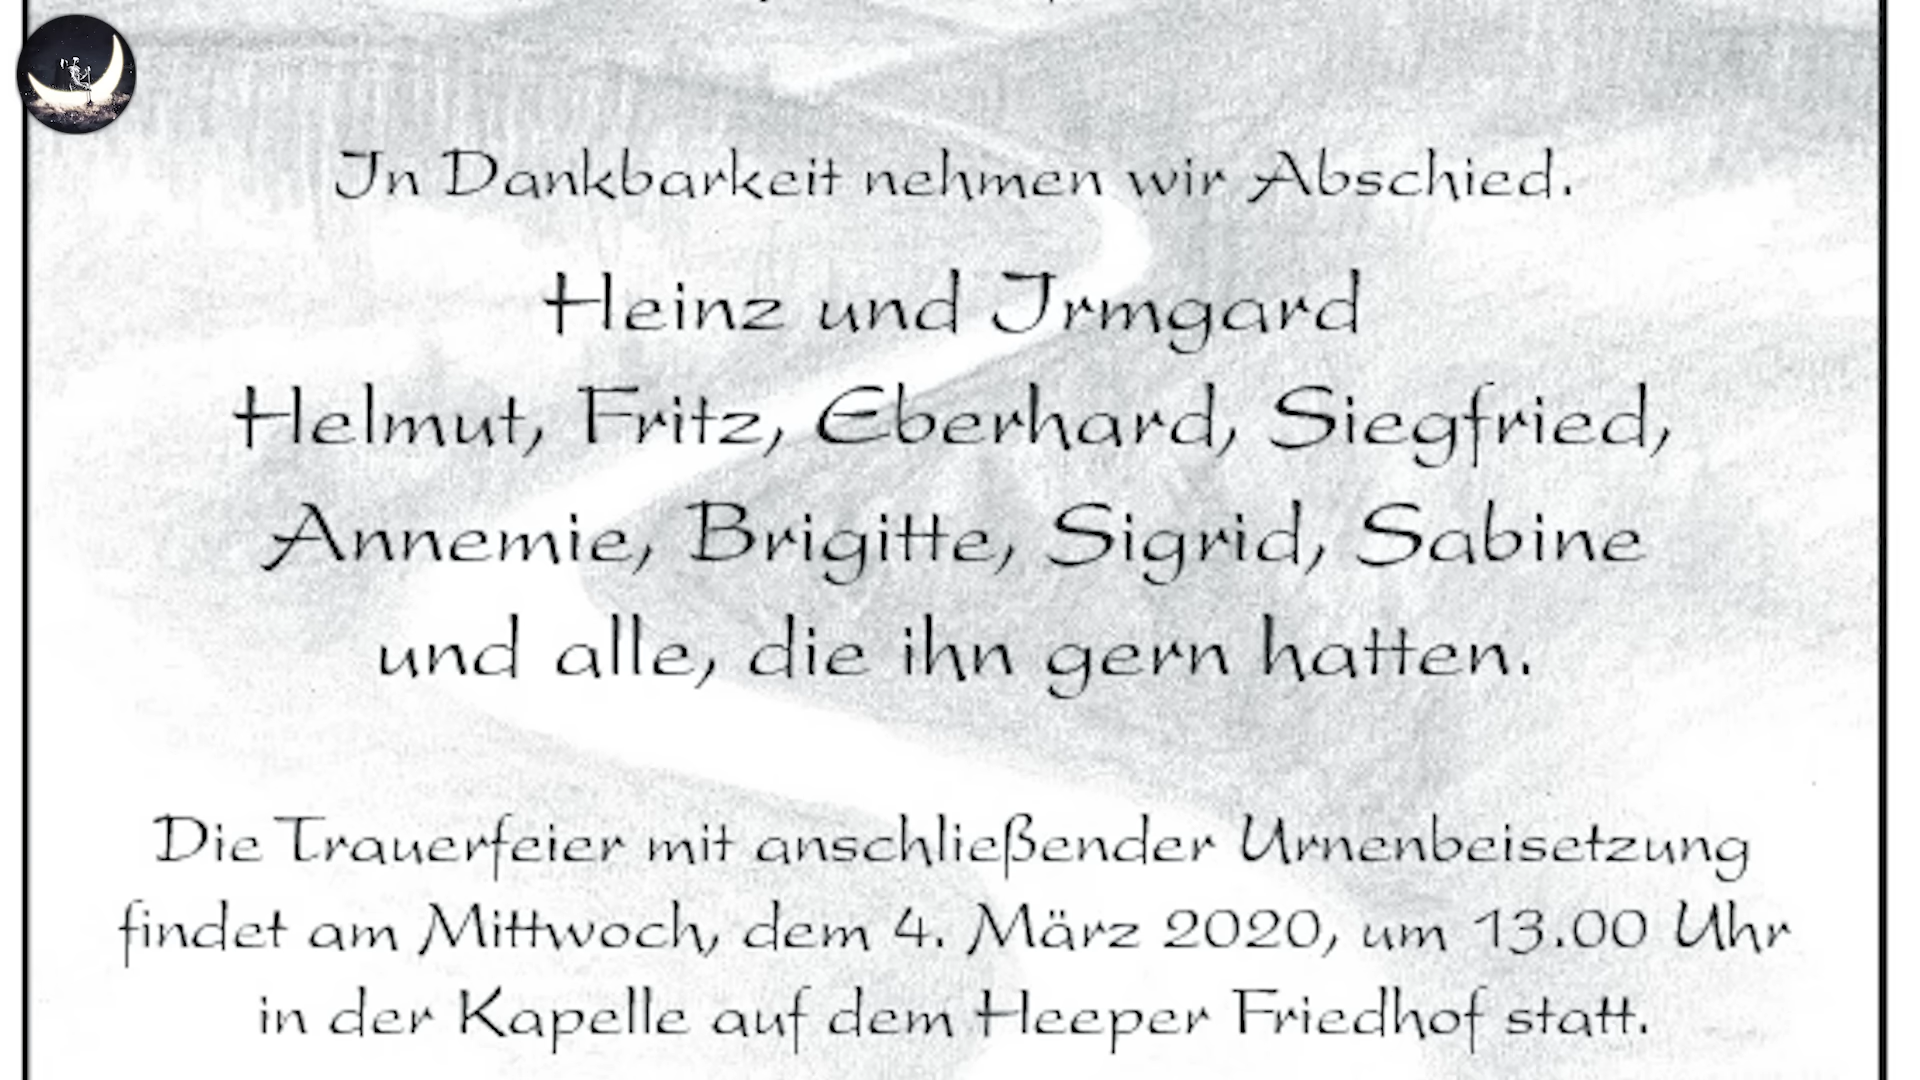 In Dankbarkeit nehmen wir Abschied.
Heinz und Irmgard
Helmut, Fritz, Eberhard, Siegfried,
Annemie, Brigitte, Sigrid, Sabine
und alle, die ihn gern hatten.
Die Trauerfeier mit anschließender Urnenbeisetzung
findet am Mittwoch, dem 4. März 2020, um 13.00 Uhr
in der Kapelle auf dem Heeper Friedhof statt.